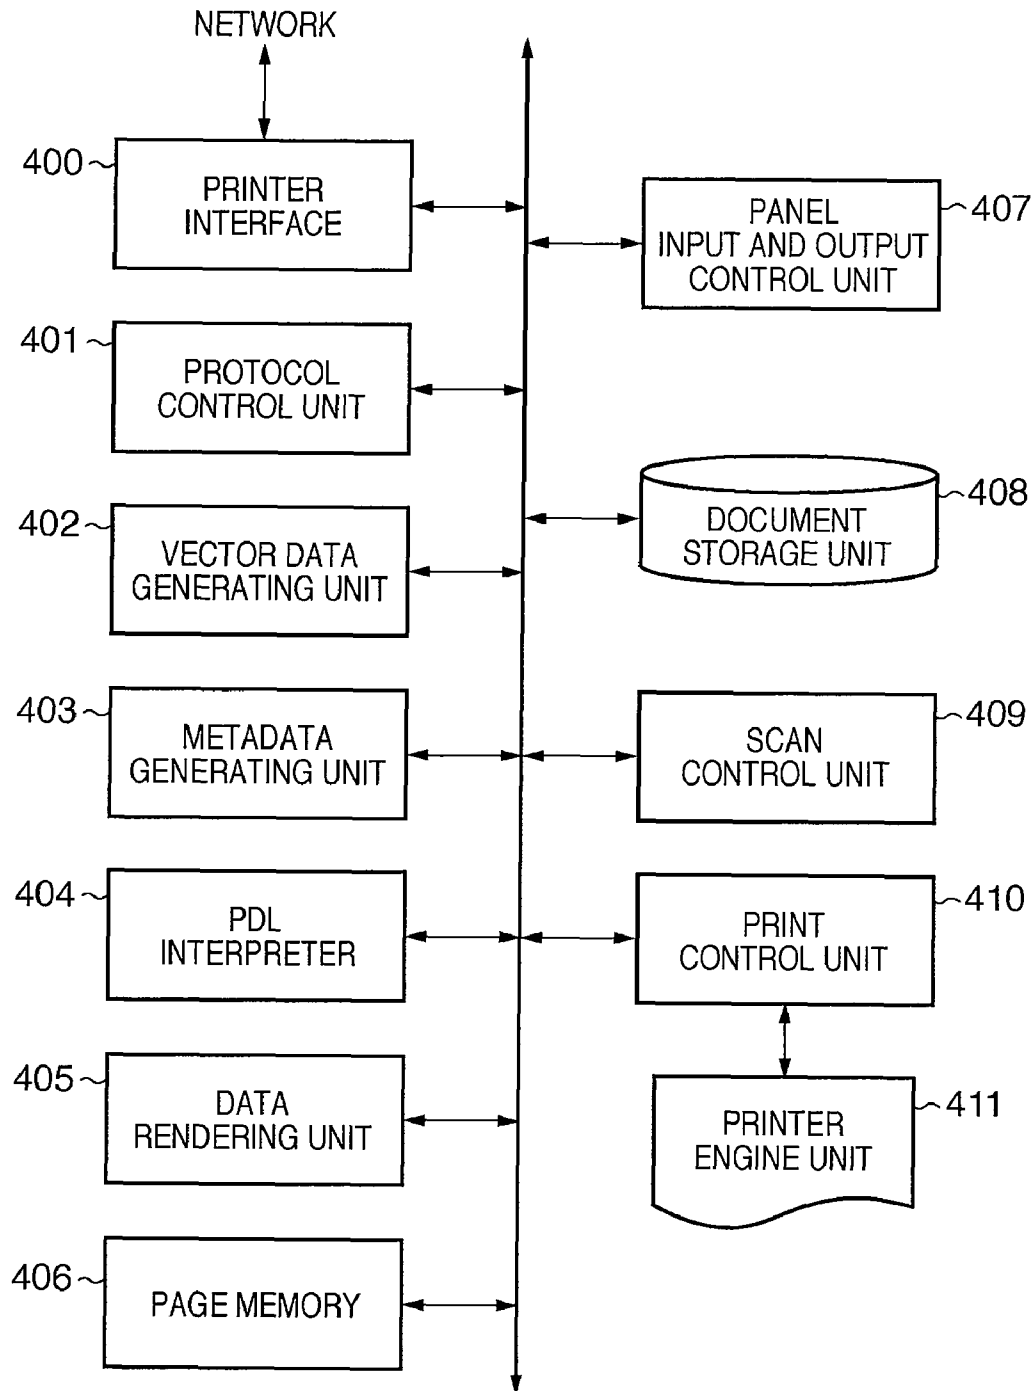 NETWORK
400
PRINTER
INTERFACE
401
PROTOCOL
CONTROL UNIT
402
VECTOR DATA
GENERATING UNIT
403
METADATA
GENERATING UNIT
404
PDL
INTERPRETER
405
DATA
RENDERING UNIT
406
PAGE MEMORY
PANEL
INPUT AND OUTPUT
CONTROL UNIT
407
DOCUMENT
STORAGE UNIT
408
SCAN
CONTROL UNIT
409
PRINT
CONTROL UNIT
410
PRINTER
ENGINE UNIT
411